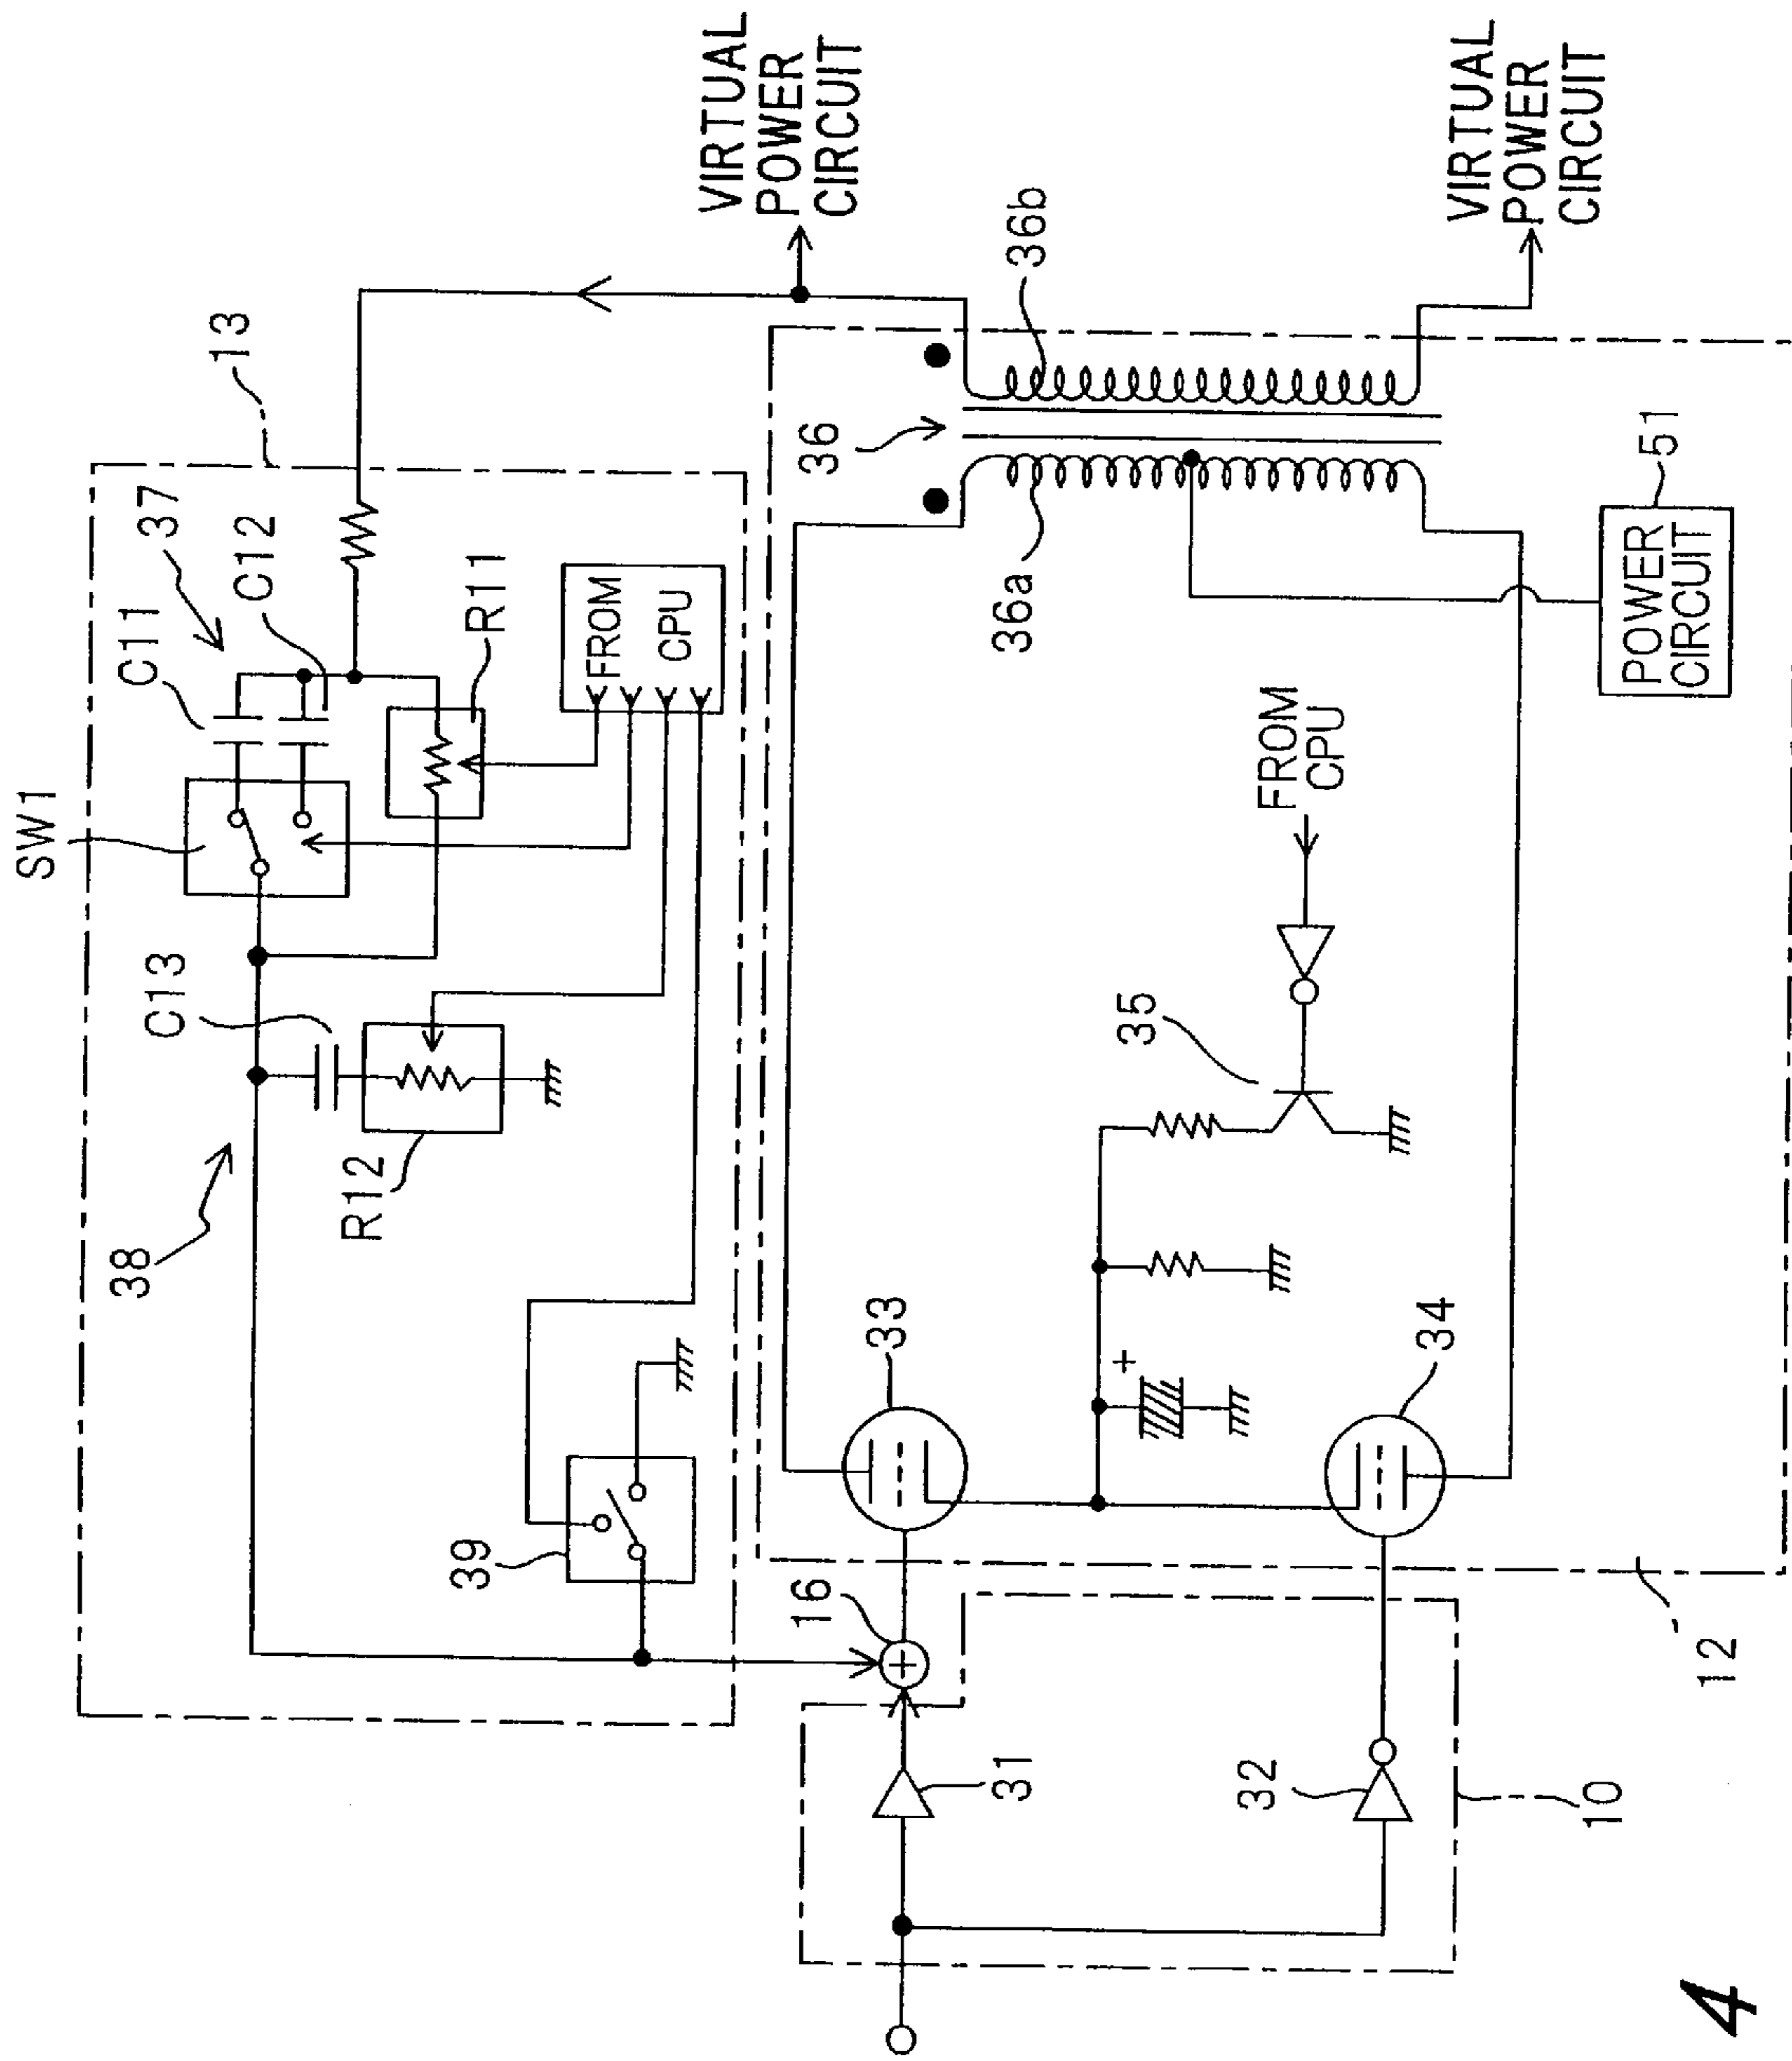 SW1
C11
37
C12
13
VIRTUAL
POWER
CIRCUIT
38
C13
R12
R11
FROM
CPU
39
16
33
36
36b
VIRTUAL
POWER
CIRCUIT
36a
35
FROM
CPU
+
+
31
34
32
10
12
POWER
CIRCUIT
51
4